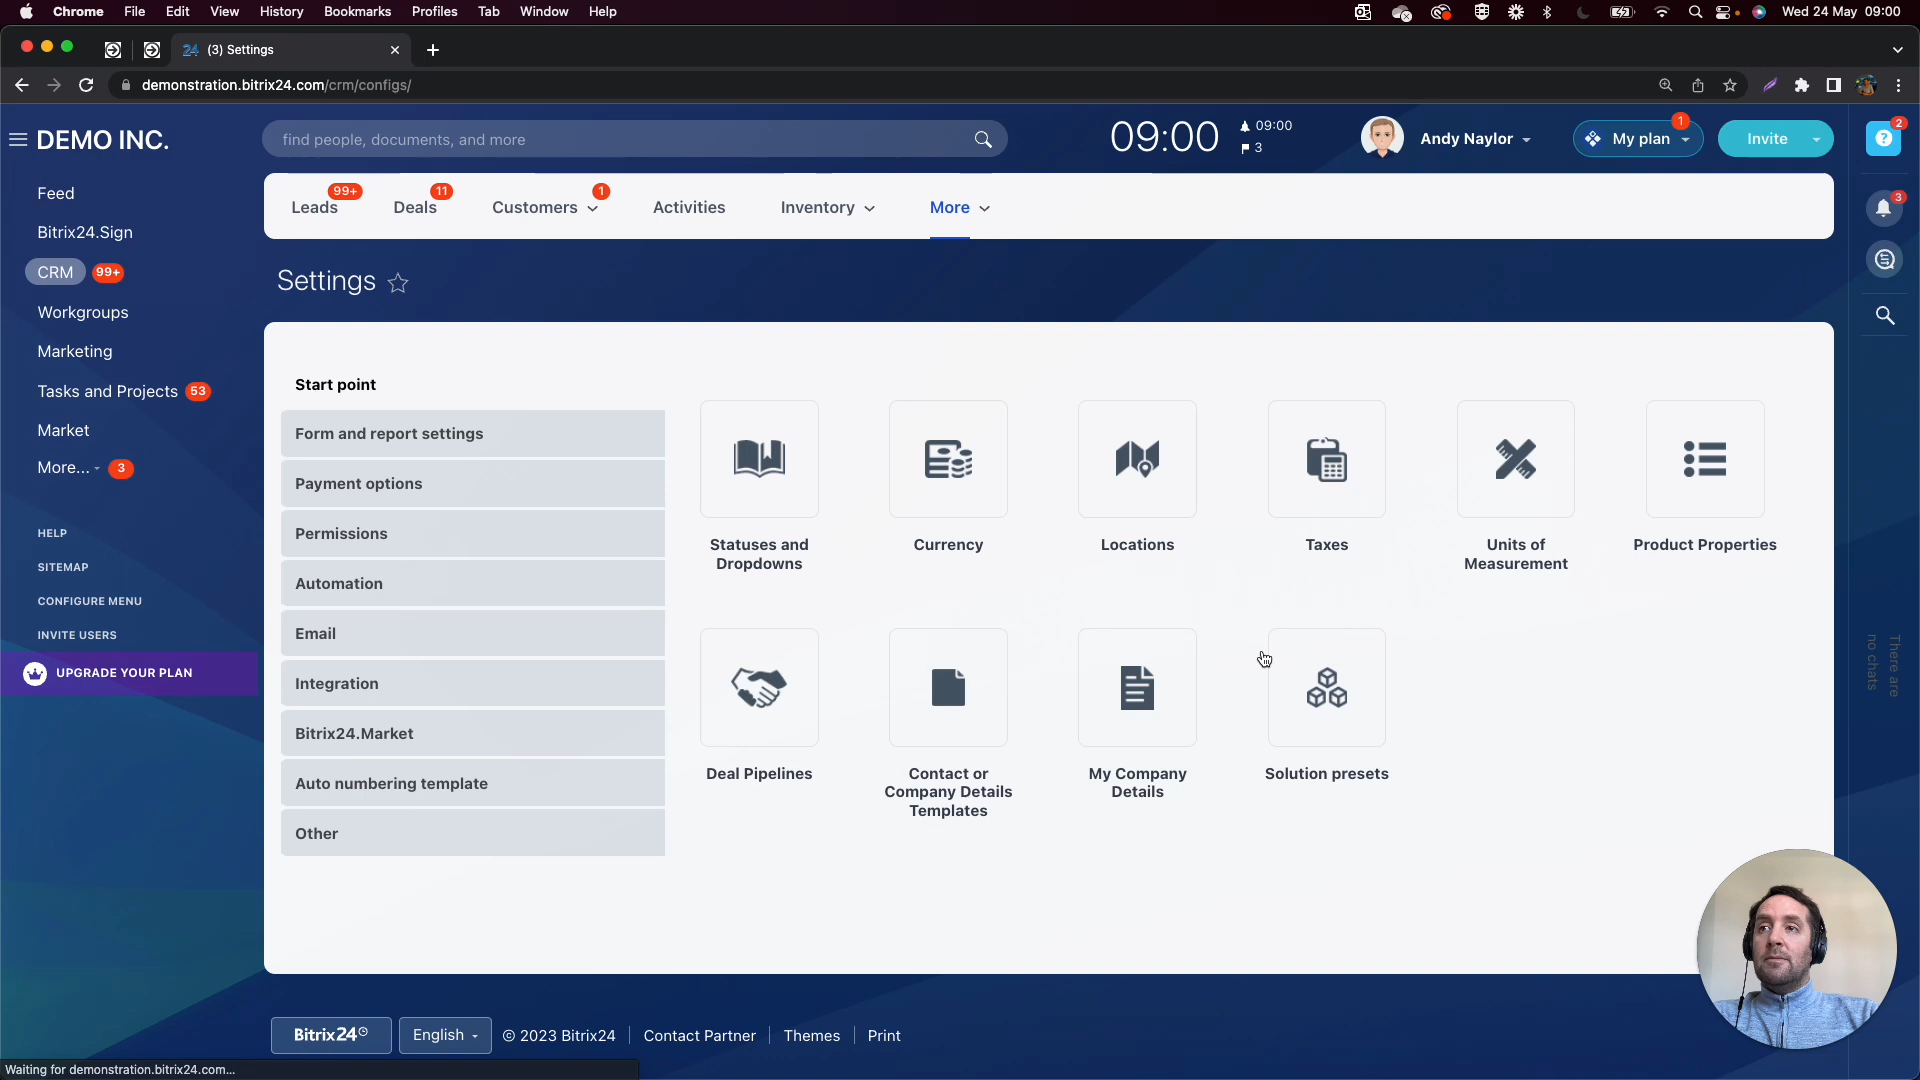 Chrome File Edit View History Bookmarks Profiles Tab Window Help
Wed 24 May 09:00
24 (3) Settings
demonstration.bitrix24.com/crm/configs/
DEMO INC.
find people, documents, and more
09:00
09:00
3
Andy Naylor
My plan
1
Invite
2
Feed
Bitrix24.Sign
CRM 99+
Workgroups
Marketing
Tasks and Projects 53
Market
More... 3
HELP
SITEMAP
CONFIGURE MENU
INVITE USERS
UPGRADE YOUR PLAN
Leads 99+
Deals 11
Customers 1
Activities
Inventory
More
3
Settings
Start point
Form and report settings
Payment options
Permissions
Automation
Email
Integration
Bitrix24.Market
Auto numbering template
Other
Statuses and
Dropdowns
Currency
Locations
Taxes
Units of
Measurement
Product Properties
Deal Pipelines
Contact or
Company Details
Templates
My Company
Details
Solution presets
There are
no chats
Bitrix24
English
© 2023 Bitrix24
Contact Partner
Themes
Print
Waiting for demonstration.bitrix24.com...